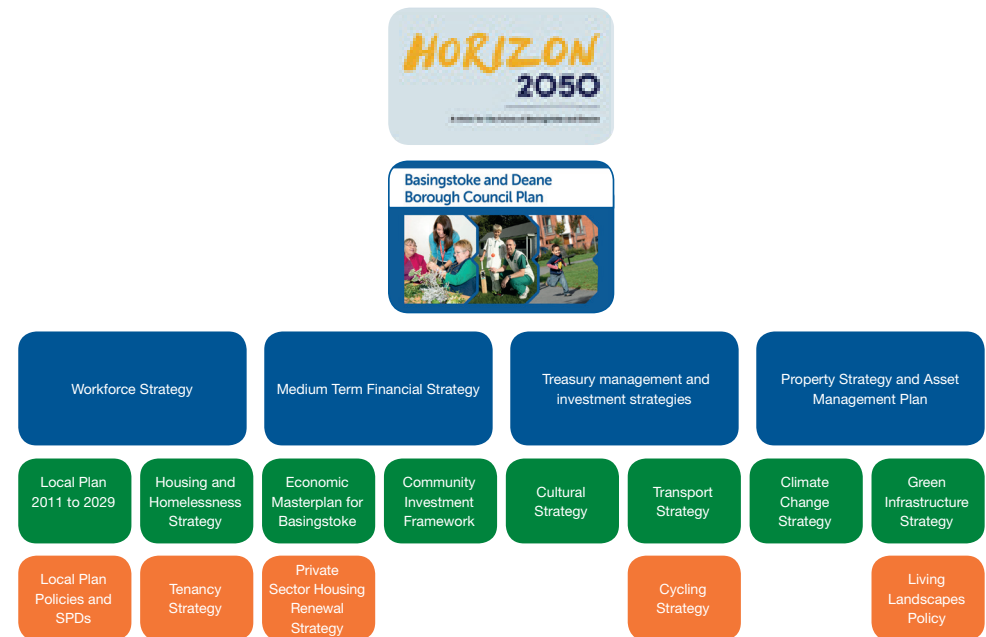 HORIZON
2050
Basingstoke and Deane
Borough Council Plan
Workforce Strategy
Medium Term Financial Strategy
Treasury management and
investment strategies
Property Strategy and Asset
Management Plan
Local Plan
2011 to 2029
Housing and
Homelessness
Strategy
Economic
Masterplan for
Basingstoke
Community
Investment
Framework
Cultural
Strategy
Transport
Strategy
Climate
Change
Strategy
Green
Infrastructure
Strategy
Local Plan
Policies and
SPDs
Tenancy
Strategy
Private
Sector Housing
Renewal
Strategy
Cycling
Strategy
Living
Landscapes
Policy